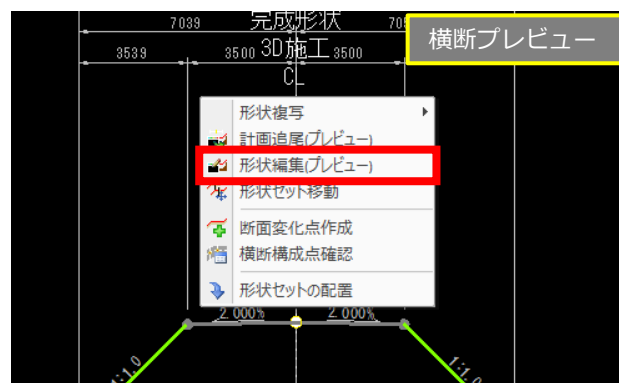 完成形状
7039
横断プレビュー
3D施工
3539 3500 3500
CL
形状複写
計画追尾(プレビュー)
形状編集(プレビュー)
形状セット移動
断面変化点作成
横断構成点確認
形状セットの配置
2.000% 2.000%
1:1.0 1:1.0